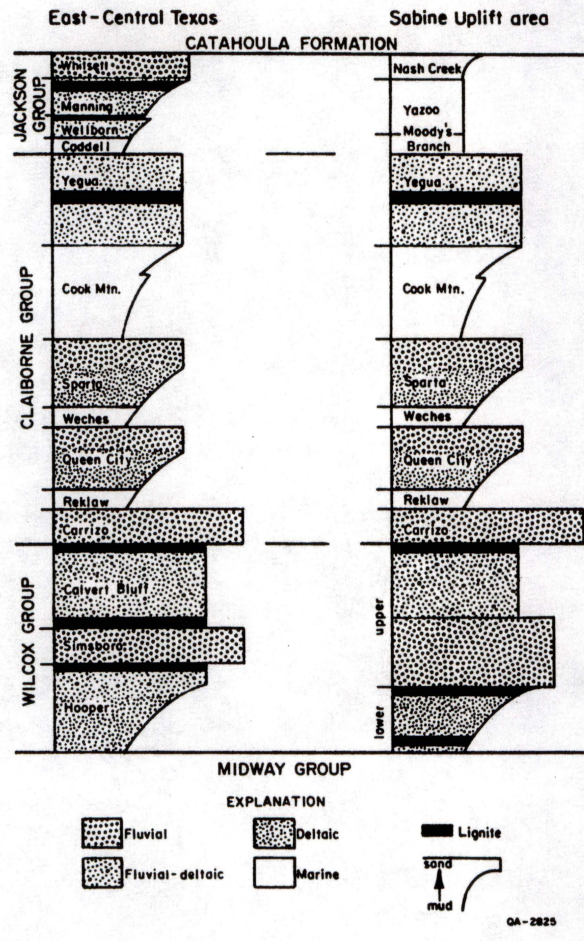 East-Central Texas
Sabine Uplift area
CATAHOULA FORMATION
JACKSON GROUP
Whitsett
Manning
Wellborn
Caddell
Nash Creek
Yazoo
Moody's Branch
CLAIBORNE GROUP
Yegua
Cook Mtn.
Sparta
Weches
Queen City
Reklaw
Carrizo
Yegua
Cook Mtn.
Sparta
Weches
Queen City
Reklaw
Carrizo
WILCOX GROUP
Calvert Bluff
Simsboro
Hooper
upper
lower
MIDWAY GROUP
EXPLANATION
Fluvial
Deltaic
Lignite
Fluvial-deltaic
Marine
sand
mud
QA-2825